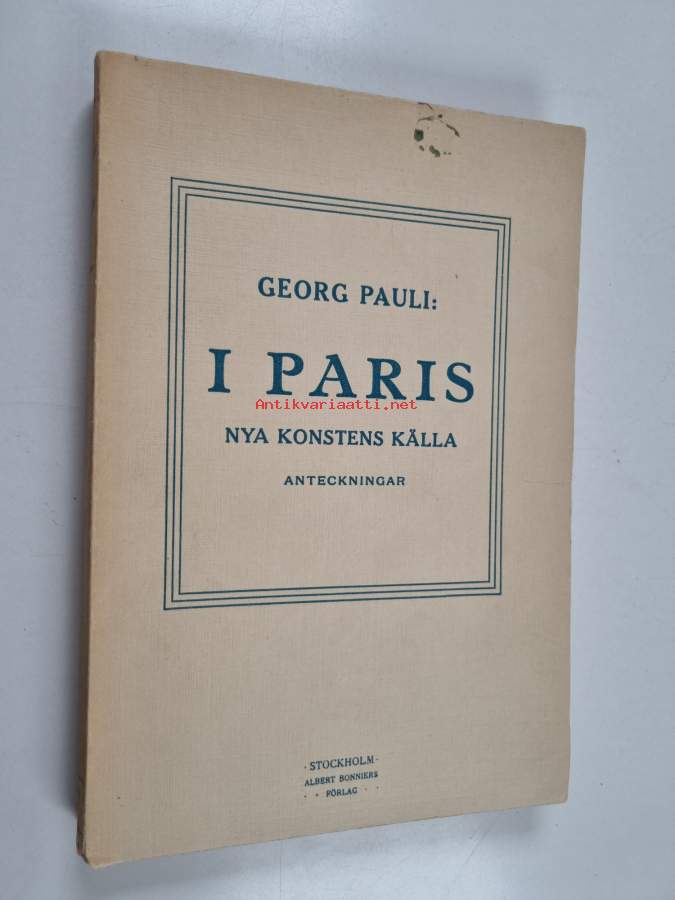 GEORG PAULI:
I PARIS
Antikvariaatti.net
NYA KONSTENS KÄLLA
ANTECKNINGAR
· STOCKHOLM ·
ALBERT BONNIERS
FÖRLAG